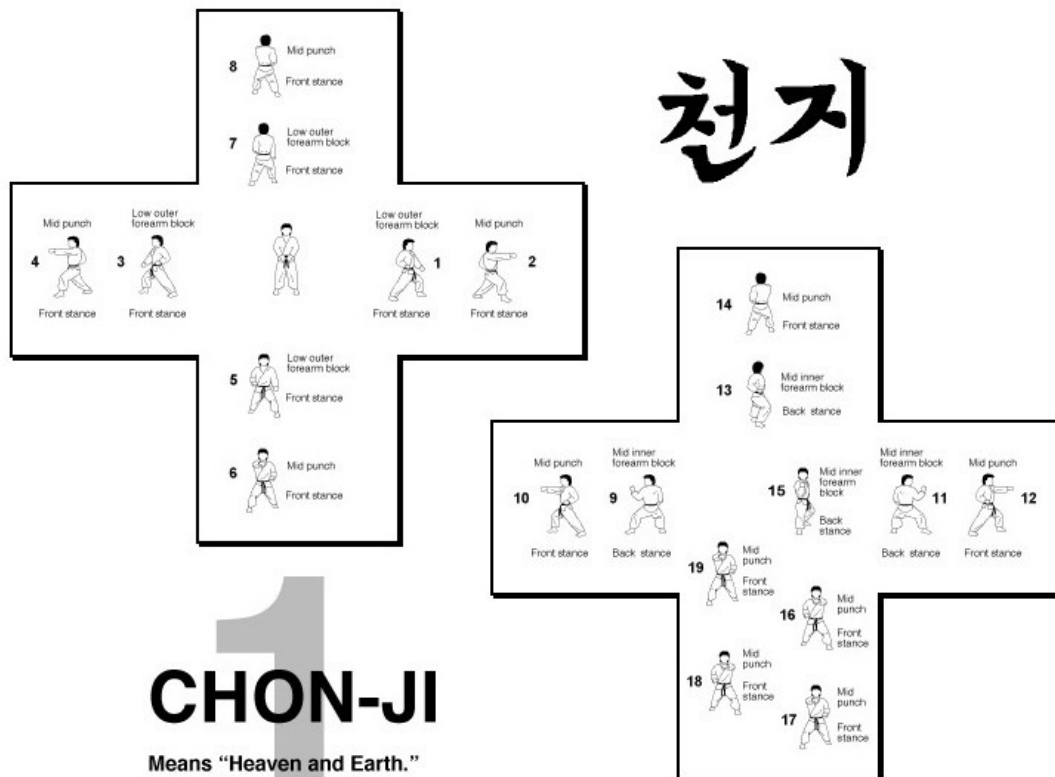 8
Mid punch
Front stance
7
Low outer
forearm block
Front stance
Mid punch
4
Front stance
Low outer
forearm block
3
Front stance
Low outer
forearm block
1
Front stance
Mid punch
2
Front stance
5
Low outer
forearm block
Front stance
6
Mid punch
Front stance
천지
14
Mid punch
Front stance
13
Mid inner
forearm block
Back stance
Mid punch
10
Front stance
Mid inner
forearm block
9
Back stance
15
Mid inner
forearm
block
Back
stance
Mid inner
forearm block
11
Back stance
Mid punch
12
Front stance
19
Mid
punch
Front
stance
16
Mid
punch
Front
stance
18
Mid
punch
Front
stance
17
Mid
punch
Front
stance
1
CHON-JI
Means “Heaven and Earth.”